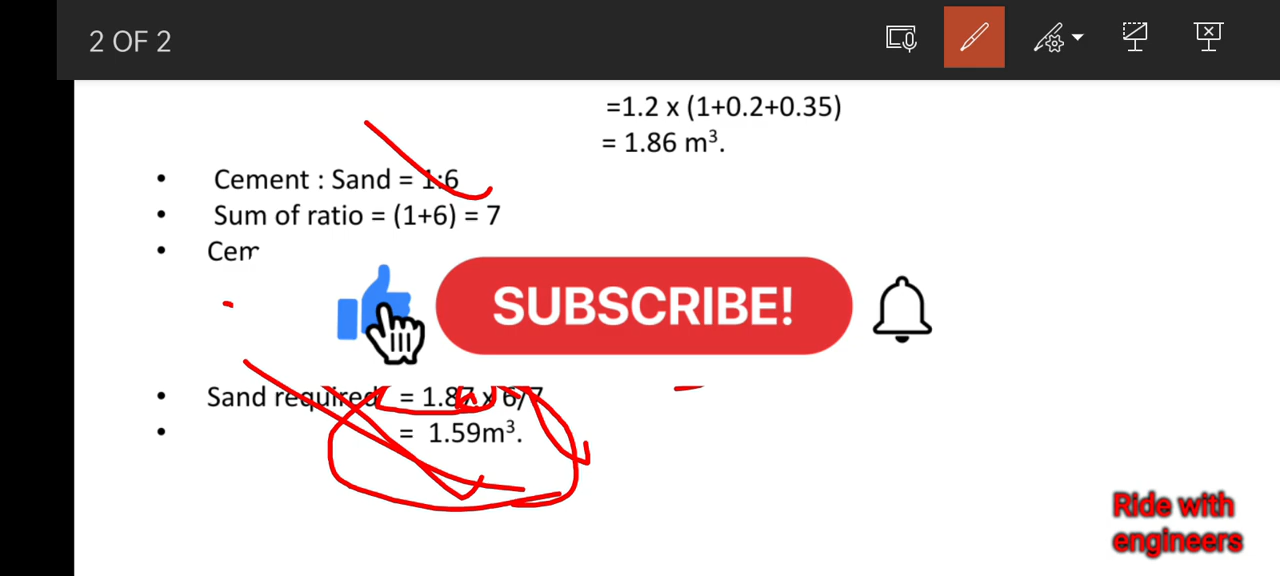 2 OF 2
=1.2 x (1+0.2+0.35)
= 1.86 m³.
• Cement : Sand = 1:6
• Sum of ratio = (1+6) = 7
• Cem
SUBSCRIBE!
• Sand required = 1.87 x 6/7
• = 1.59m³.
Ride with
engineers